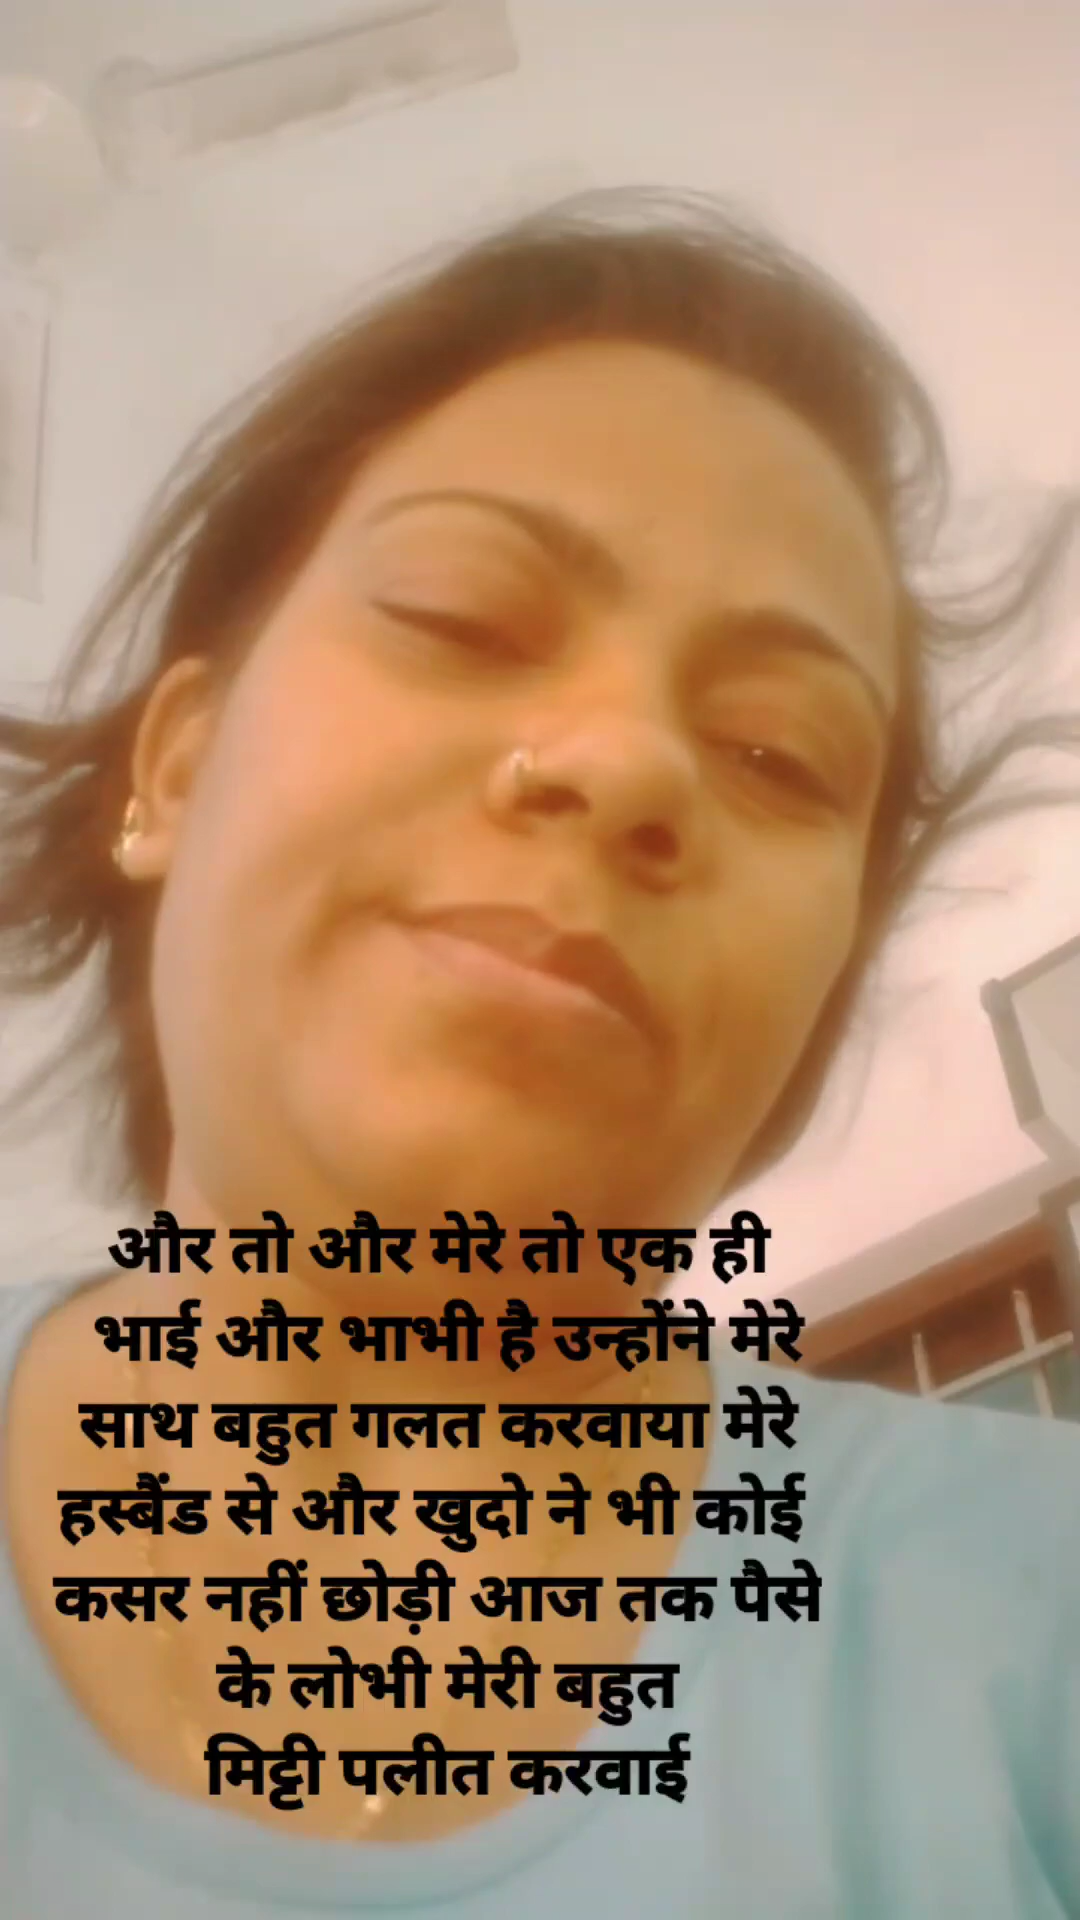 और तो और मेरे तो एक ही
भाई और भाभी है उन्होंने मेरे
साथ बहुत गलत करवाया मेरे
हस्बैंड से और खुदो ने भी कोई
कसर नहीं छोड़ी आज तक पैसे
के लोभी मेरी बहुत
मिट्टी पलीत करवाई